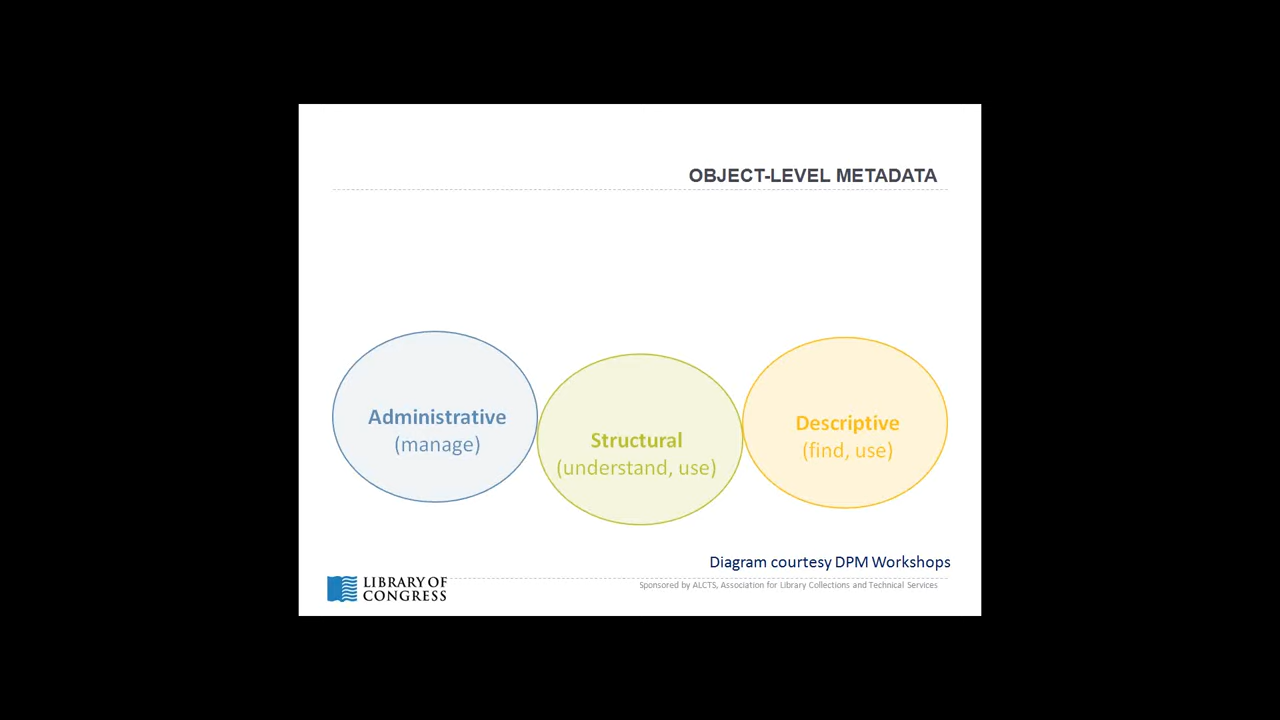 OBJECT-LEVEL METADATA
Administrative
(manage)
Structural
(understand, use)
Descriptive
(find, use)
Diagram courtesy DPM Workshops
LIBRARY OF
CONGRESS
Sponsored by ALCTS, Association for Library Collections and Technical Services